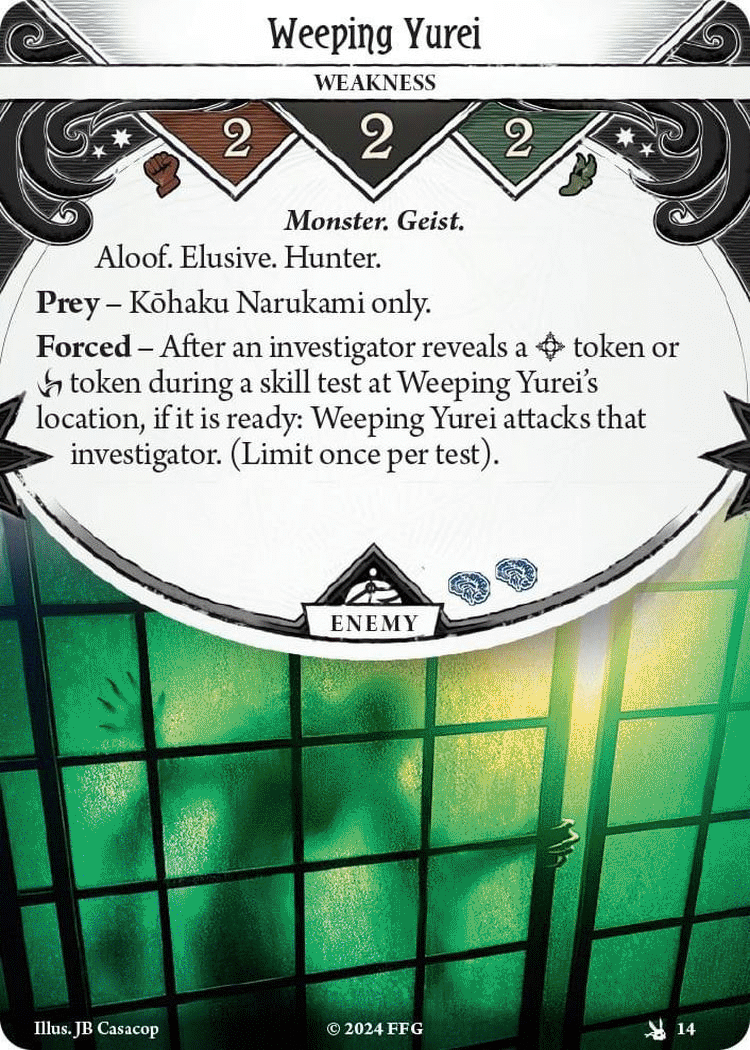 Weeping Yurei
WEAKNESS
2 2 2
Monster. Geist.
Aloof. Elusive. Hunter.
Prey – Kōhaku Narukami only.
Forced – After an investigator reveals a token or
token during a skill test at Weeping Yurei's
location, if it is ready: Weeping Yurei attacks that
investigator. (Limit once per test).
ENEMY
Illus. JB Casacop © 2024 FFG 14